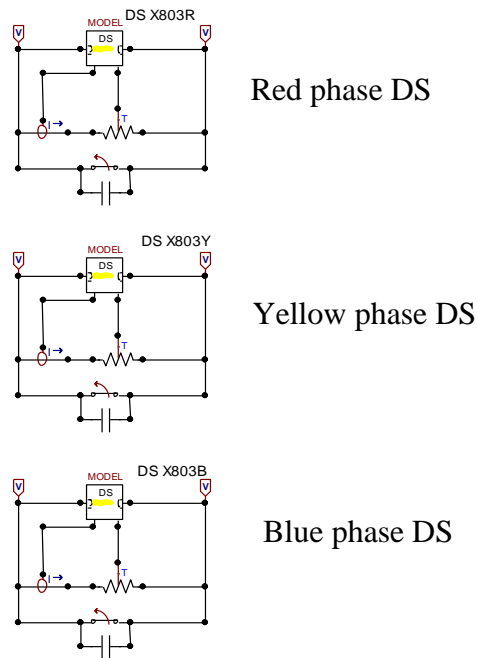 DS X803R
MODEL
V
DS
V
Red phase DS
I
T
DS X803Y
MODEL
V
DS
V
Yellow phase DS
I
T
DS X803B
MODEL
V
DS
V
Blue phase DS
I
T